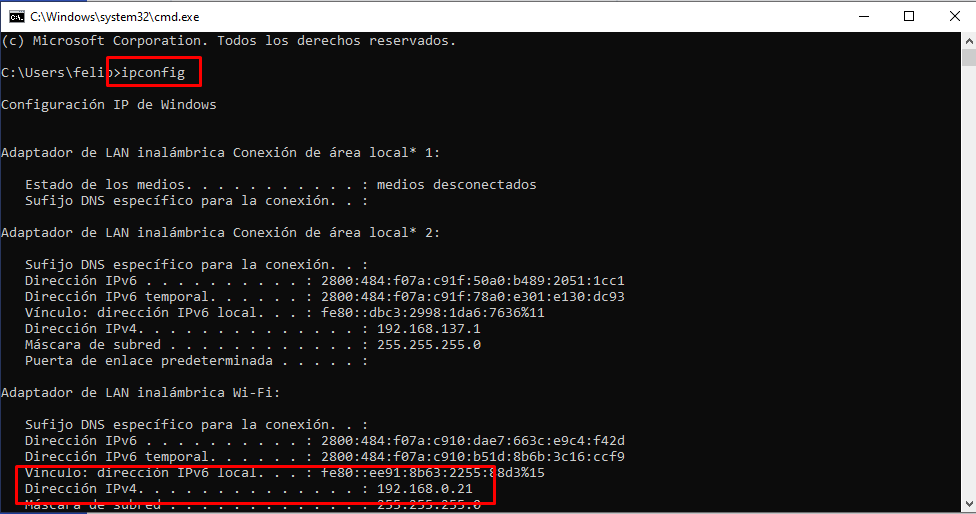 C:\Windows\system32\cmd.exe
(c) Microsoft Corporation. Todos los derechos reservados.
C:\Users\felip>ipconfig
Configuración IP de Windows
Adaptador de LAN inalámbrica Conexión de área local* 1:
Estado de los medios. . . . . . . . . . . : medios desconectados
Sufijo DNS específico para la conexión. . :
Adaptador de LAN inalámbrica Conexión de área local* 2:
Sufijo DNS específico para la conexión. . :
Dirección IPv6 . . . . . . . . . . : 2800:484:f07a:c91f:50a0:b489:2051:1cc1
Dirección IPv6 temporal. . . . . . : 2800:484:f07a:c91f:78a0:e301:e130:dc93
Vínculo: dirección IPv6 local. . . : fe80::dbc3:2998:1da6:7636%11
Dirección IPv4. . . . . . . . . . . . . . : 192.168.137.1
Máscara de subred . . . . . . . . . . . . : 255.255.255.0
Puerta de enlace predeterminada . . . . . :
Adaptador de LAN inalámbrica Wi-Fi:
Sufijo DNS específico para la conexión. . :
Dirección IPv6 . . . . . . . . . . : 2800:484:f07a:c910:dae7:663c:e9c4:f42d
Dirección IPv6 temporal. . . . . . : 2800:484:f07a:c910:b51d:8b6b:3c16:ccf9
Vínculo: dirección IPv6 local. . . : fe80::ee91:8b63:2255:88d3%15
Dirección IPv4. . . . . . . . . . . . . . : 192.168.0.21
Máscara de subred . . . . . . . . . . . . : 255.255.255.0